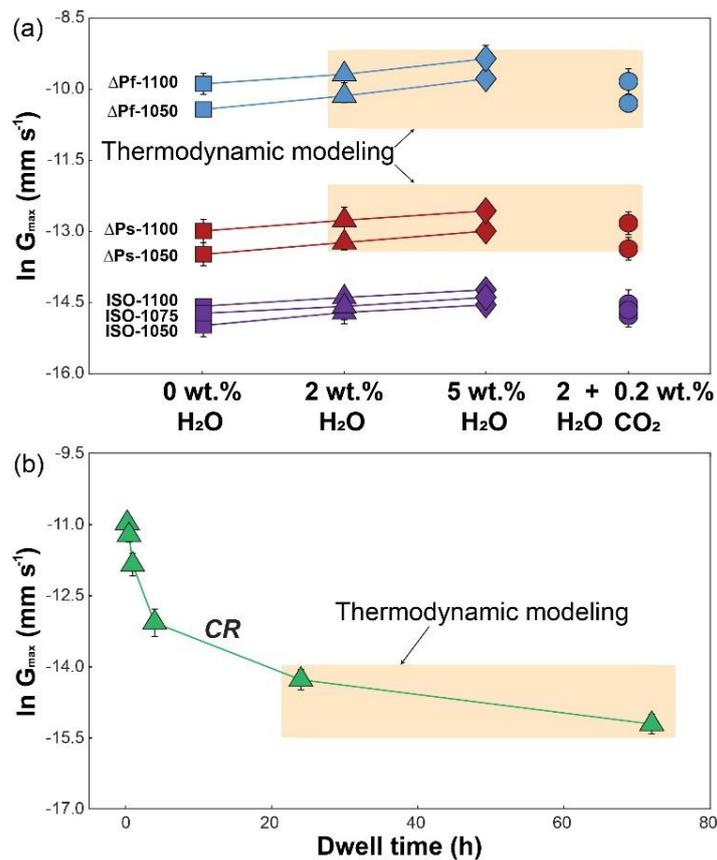 (a)
-8.5
-10.0
-11.5
-13.0
-14.5
-16.0
ln Gmax (mm s-1)
ΔPf-1100
ΔPf-1050
Thermodynamic modeling
ΔPs-1100
ΔPs-1050
ISO-1100
ISO-1075
ISO-1050
0 wt.% 2 wt.% 5 wt.% 2 + 0.2 wt.%
H₂O H₂O H₂O H₂O CO₂
(b)
-9.5
-11.0
-12.5
-14.0
-15.5
-17.0
ln Gmax (mm s-1)
CR
Thermodynamic modeling
0 20 40 60 80
Dwell time (h)